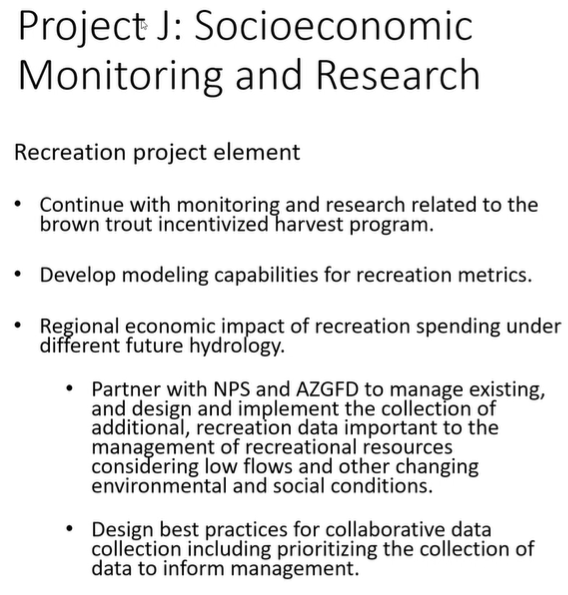 Project J: Socioeconomic
Monitoring and Research
Recreation project element
• Continue with monitoring and research related to the
brown trout incentivized harvest program.
• Develop modeling capabilities for recreation metrics.
• Regional economic impact of recreation spending under
different future hydrology.
• Partner with NPS and AZGFD to manage existing,
and design and implement the collection of
additional, recreation data important to the
management of recreational resources
considering low flows and other changing
environmental and social conditions.
• Design best practices for collaborative data
collection including prioritizing the collection of
data to inform management.